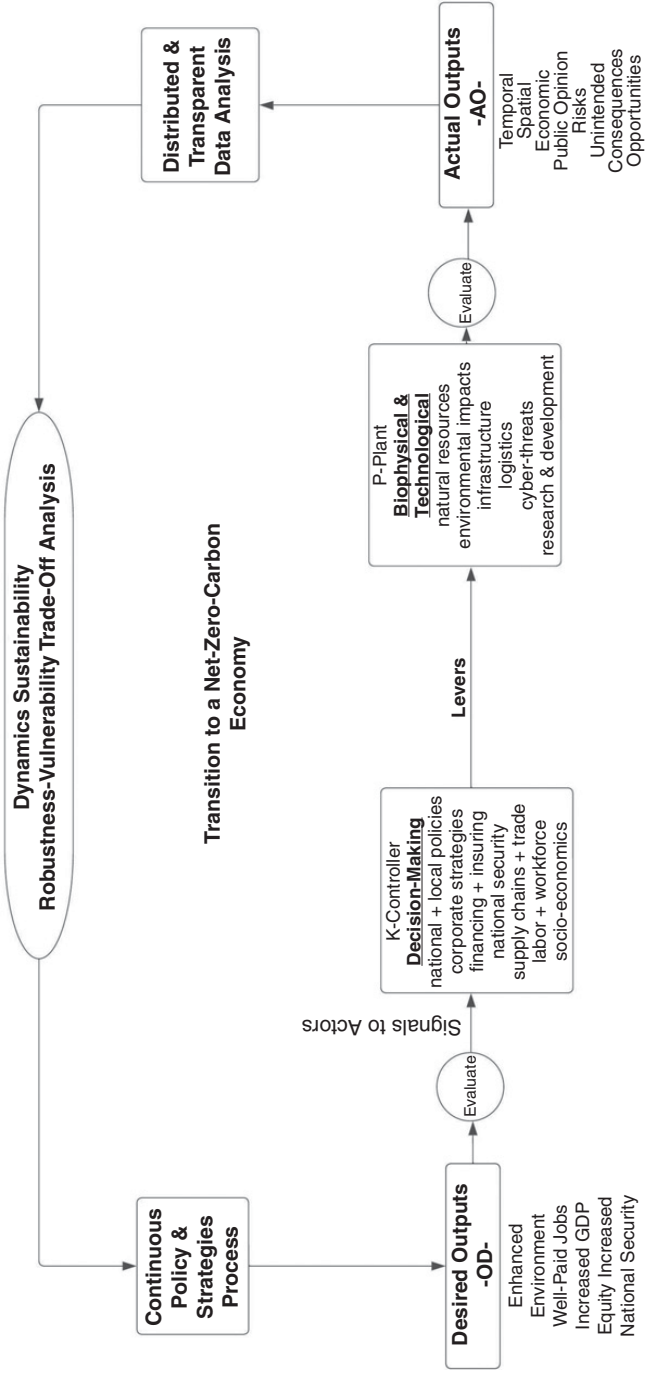 Dynamics Sustainability
Robustness-Vulnerability Trade-Off Analysis
Continuous
Policy &
Strategies
Process
Transition to a Net-Zero-Carbon
Economy
Distributed &
Transparent
Data Analysis
Desired Outputs
-OD-
Enhanced
Environment
Well-Paid Jobs
Increased GDP
Equity Increased
National Security
Evaluate
Signals to Actors
K-Controller
Decision-Making
national + local policies
corporate strategies
financing + insuring
national security
supply chains + trade
labor + workforce
socio-economics
Levers
P-Plant
Biophysical &
Technological
natural resources
environmental impacts
infrastructure
logistics
cyber-threats
research & development
Evaluate
Actual Outputs
-AO-
Temporal
Spatial
Economic
Public Opinion
Risks
Unintended
Consequences
Opportunities